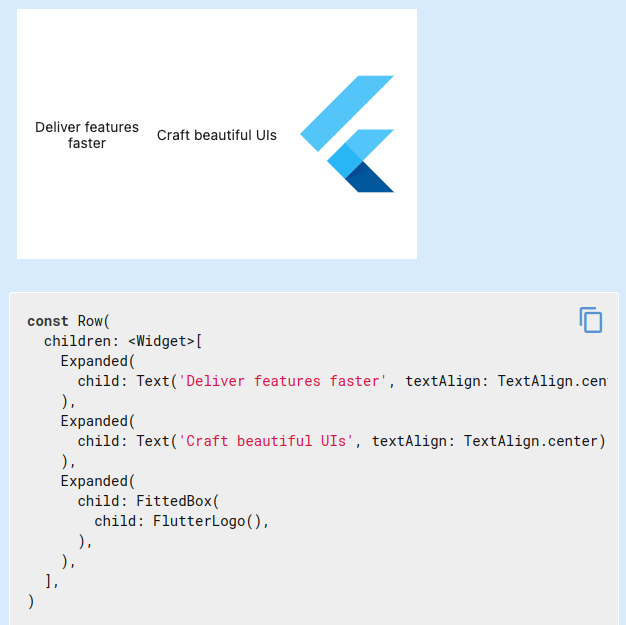 Deliver features
faster
Craft beautiful UIs
const Row(
  children: <Widget>[
    Expanded(
      child: Text('Deliver features faster', textAlign: TextAlign.cen
    ),
    Expanded(
      child: Text('Craft beautiful UIs', textAlign: TextAlign.center)
    ),
    Expanded(
      child: FittedBox(
        child: FlutterLogo(),
      ),
    ),
  ],
)